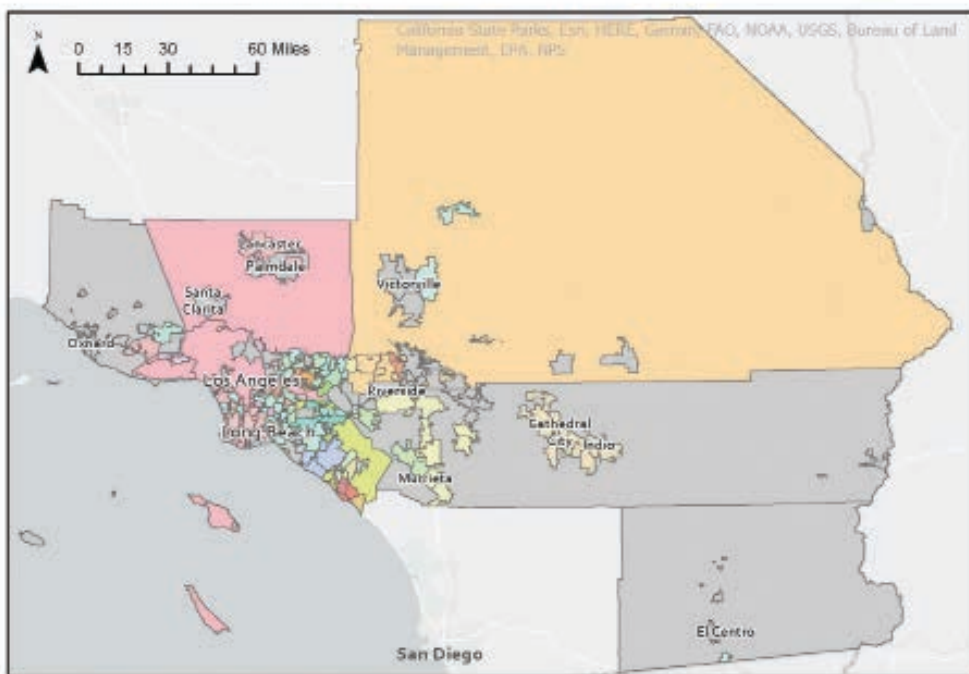 California State Parks, Esri, HERE, Garmin, FAO, NOAA, USGS, Bureau of Land
Management, EPA, NPS
N
0 15 30 60 Miles
Lancaster
Palmdale
Santa
Clarita
Victorville
Oxnard
Los Angeles
Riverside
Long Beach
Cathedral
City
Indio
Murrieta
El Centro
San Diego